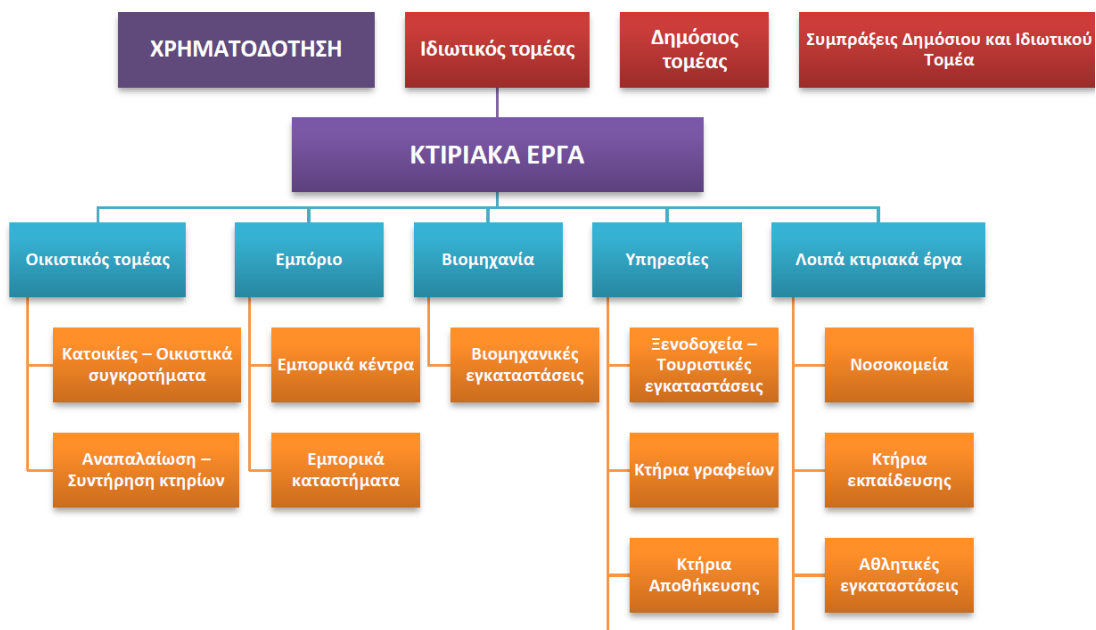 ΧΡΗΜΑΤΟΔΟΤΗΣΗ
Ιδιωτικός τομέας
Δημόσιος
τομέας
Συμπράξεις Δημόσιου και Ιδιωτικού
Τομέα
ΚΤΙΡΙΑΚΑ ΕΡΓΑ
Οικιστικός τομέας
Εμπόριο
Βιομηχανία
Υπηρεσίες
Λοιπά κτιριακά έργα
Κατοικίες – Οικιστικά
συγκροτήματα
Εμπορικά κέντρα
Βιομηχανικές
εγκαταστάσεις
Ξενοδοχεία –
Τουριστικές
εγκαταστάσεις
Νοσοκομεία
Αναπαλαίωση –
Συντήρηση κτηρίων
Εμπορικά
καταστήματα
Κτήρια γραφείων
Κτήρια
εκπαίδευσης
Κτήρια
Αποθήκευσης
Αθλητικές
εγκαταστάσεις